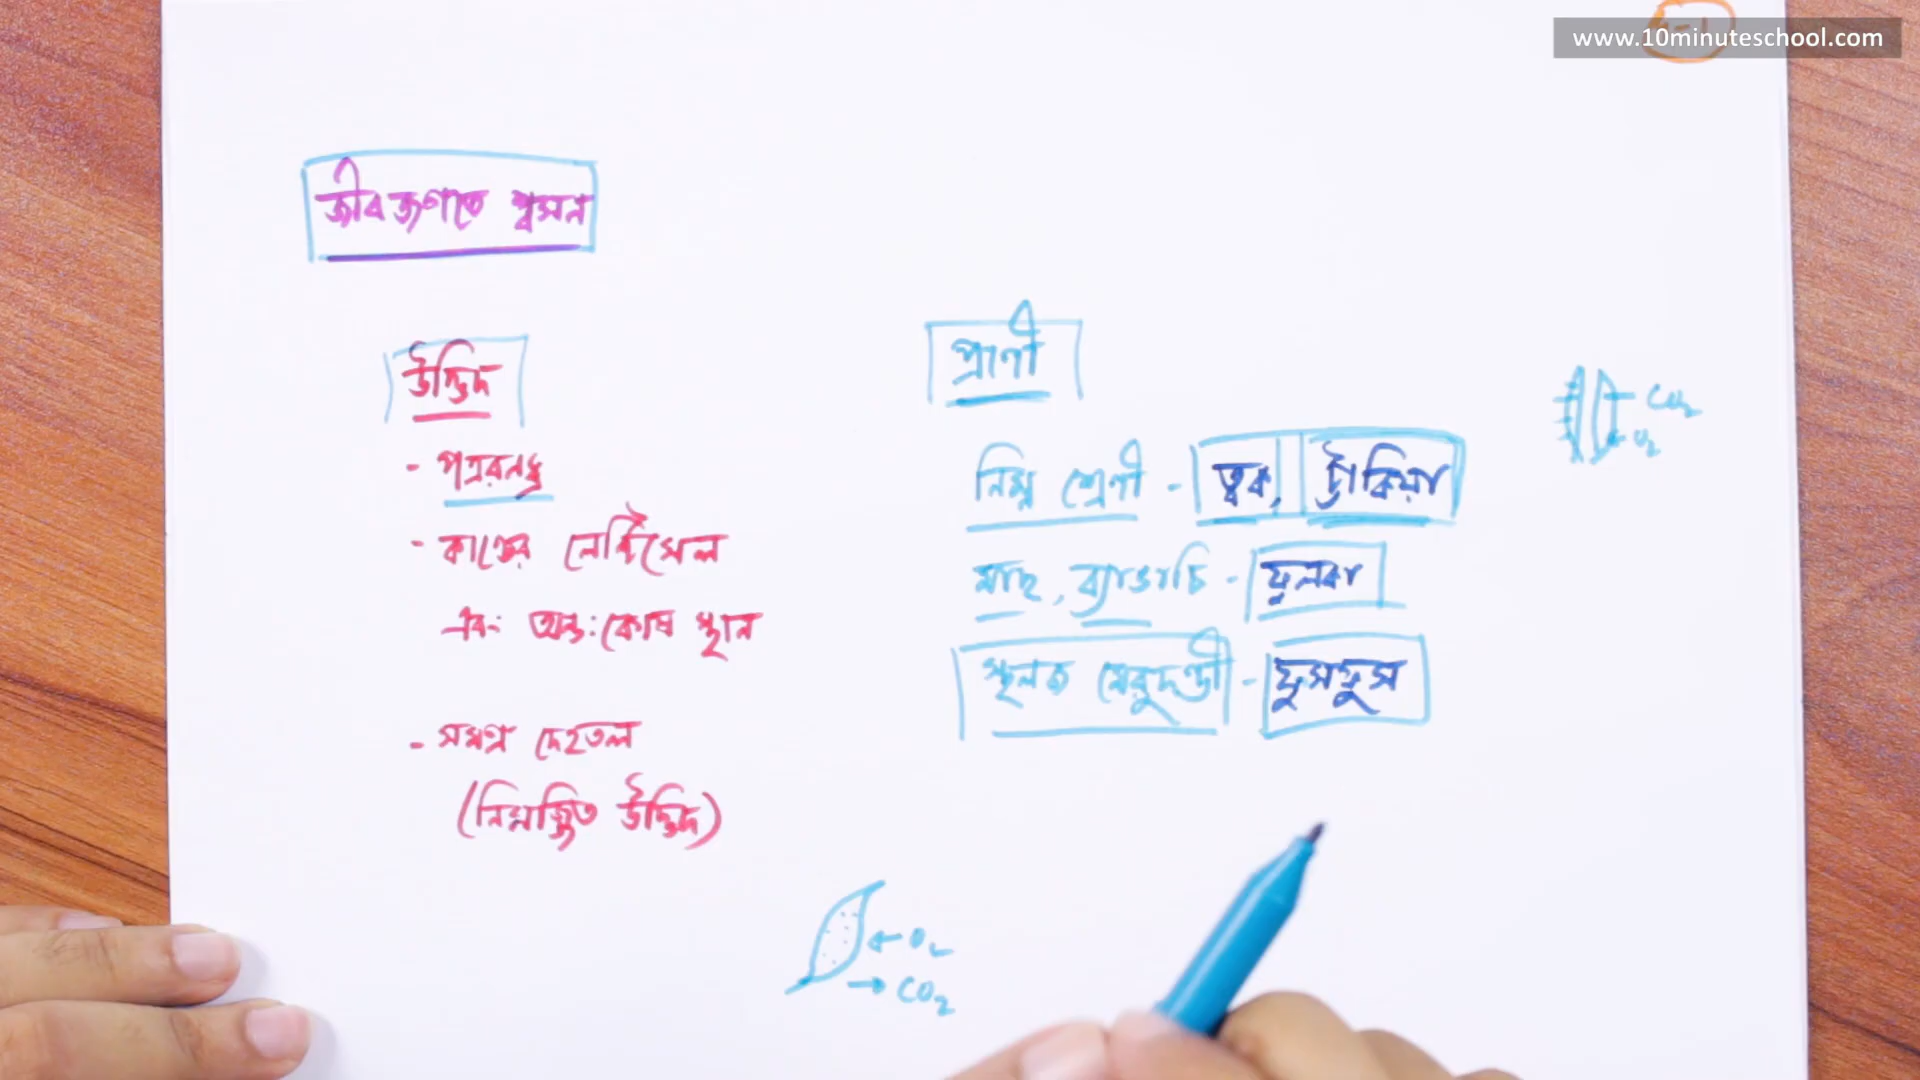 www.10minuteschool.com
জীবজগতে শ্বসন
উদ্ভিদ
- পত্ররন্ধ্র
- কাণ্ডের লেন্টিসেল
এবং অন্ত:কোষ স্থান
- সমগ্র দেহতল
(নিমজ্জিত উদ্ভিদ)
প্রাণী
নিম্ন শ্রেণী - ত্বক, ট্রাকিয়া
মাছ, ব্যাঙাচি - ফুলকা
স্থলজ মেরুদণ্ডী - ফুসফুস
CO2
O2
O2
CO2